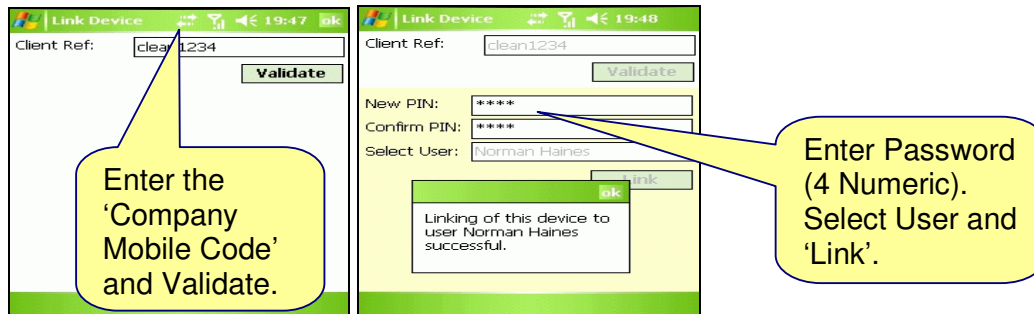 Link Device 19:47 ok
Client Ref: clean1234
Validate
Enter the
‘Company
Mobile Code’
and Validate.
Link Device 19:48
Client Ref: clean1234
Validate
New PIN: ****
Confirm PIN: ****
Select User: Norman Haines
Link
ok
Linking of this device to
user Norman Haines
successful.
Enter Password
(4 Numeric).
Select User and
‘Link’.